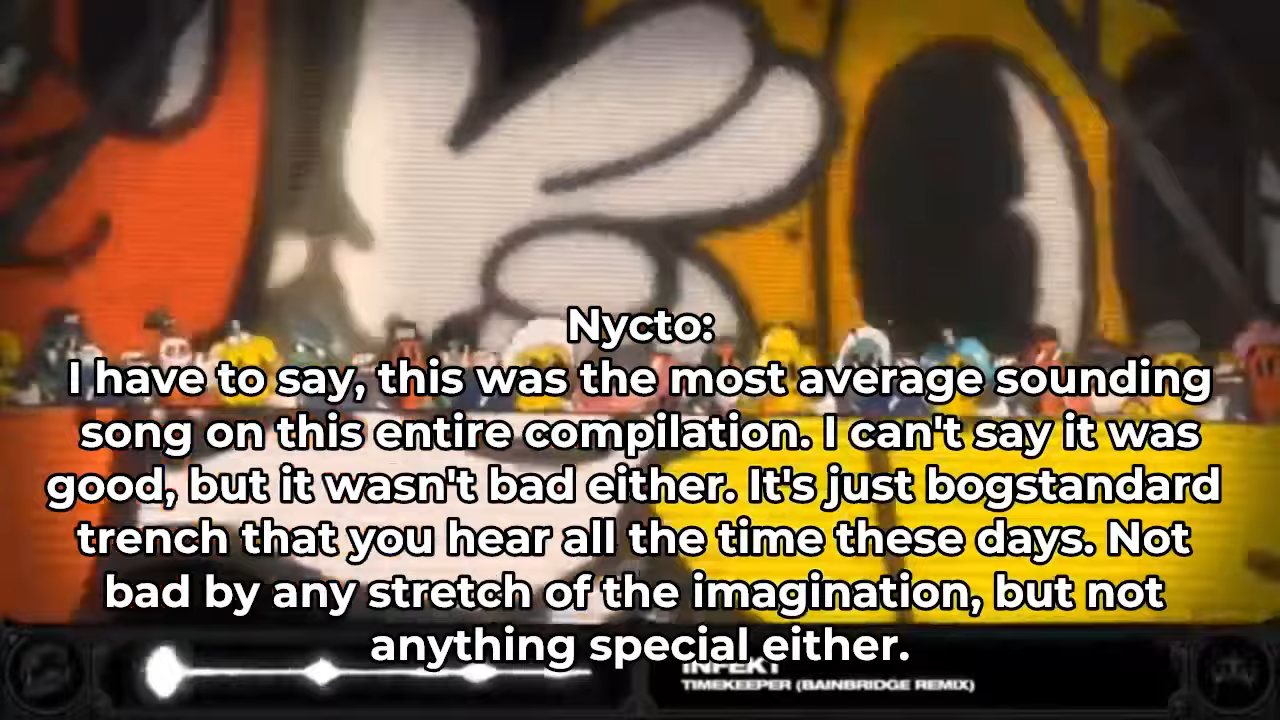 Nycto:
I have to say, this was the most average sounding
song on this entire compilation. I can't say it was
good, but it wasn't bad either. It's just bogstandard
trench that you hear all the time these days. Not
bad by any stretch of the imagination, but not
anything special either.
INFEKT
TIMEKEEPER (BAINBRIDGE REMIX)